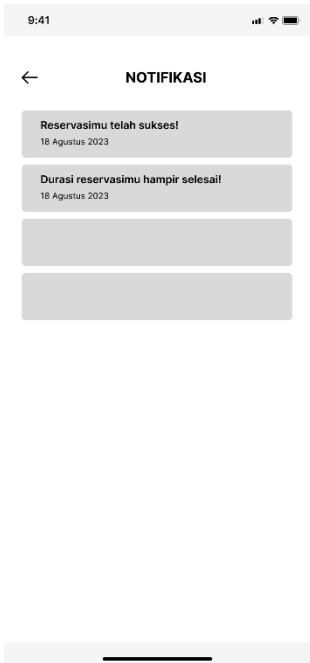 9:41
NOTIFIKASI
Reservasimu telah sukses!
18 Agustus 2023
Durasi reservasimu hampir selesai!
18 Agustus 2023